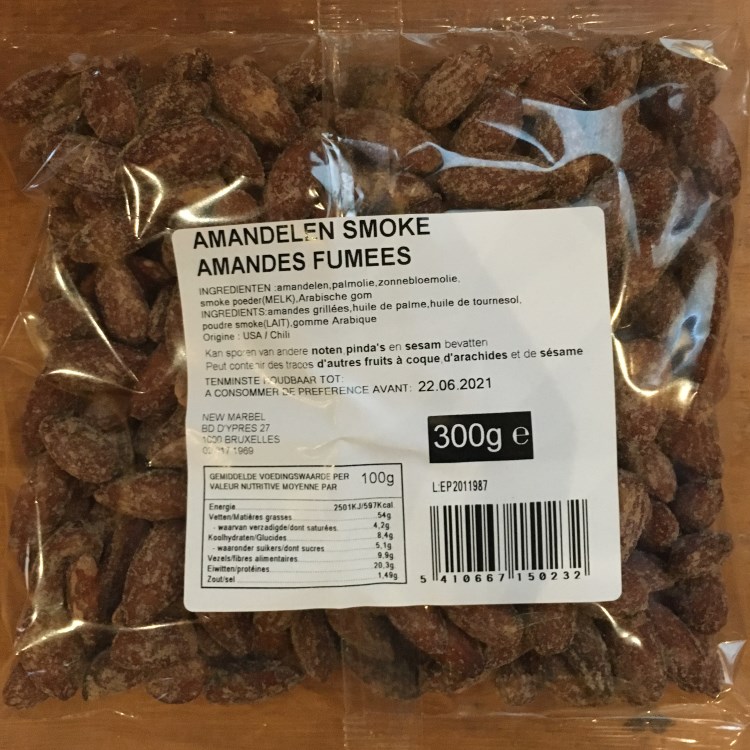 AMANDELEN SMOKE
AMANDES FUMEES
INGREDIENTEN :amandelen,palmolie,zonnebloemolie,
smoke poeder(MELK),Arabische gom
INGREDIENTS:amandes grillées,huile de palme,huile de tournesol,
poudre smoke(LAIT),gomme Arabique
Origine : USA / Chili
Kan sporen van andere noten,pinda's en sesam bevatten
Peut contenir des traces d'autres fruits à coque,d'arachides et de sésame
TENMINSTE HOUDBAAR TOT:
A CONSOMMER DE PREFERENCE AVANT: 22.06.2021
NEW MARBEL
BD D'YPRES 27
1000 BRUXELLES
300g e
GEMIDDELDE VOEDINGSWAARDE PER 100g
VALEUR NUTRITIVE MOYENNE PAR
Energie 2501KJ/597Kcal
Vetten/Matières grasses 54g
- waarvan verzadigde/dont saturées 4,2g
Koolhydraten/Glucides 8,4g
- waaronder suikers/dont sucres 5,1g
Vezels/fibres alimentaires 9,9g
Eiwitten/protéines 20,3g
Zout/sel 1,49g
L:EP2011987
5 410667 150232